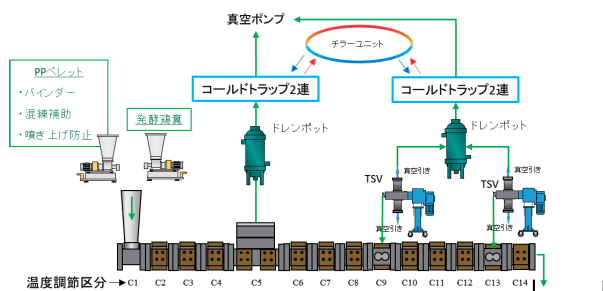 真空ポンプ
チラーユニット
PPペレット
・バインダー
・混練補助
・噴き上げ防止
発酵鶏糞
コールドトラップ2連
コールドトラップ2連
ドレンポット
ドレンポット
TSV
真空引き
真空引き
TSV
真空引き
真空引き
温度調節区分
C1
C2
C3
C4
C5
C6
C7
C8
C9
C10
C11
C12
C13
C14